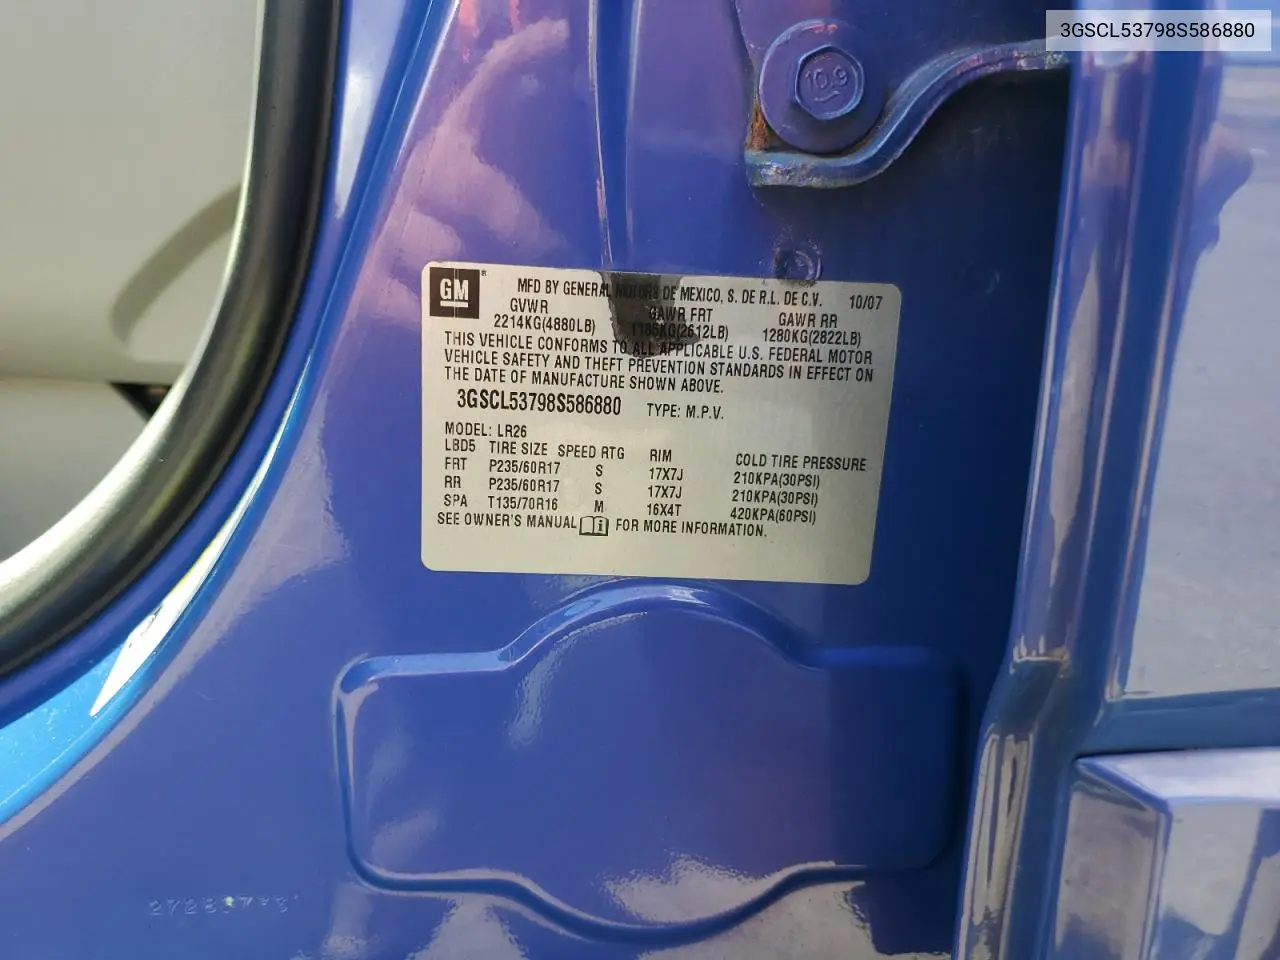 3GSCL53798S586880
10.9
GM ® MFD BY GENERAL MOTORS DE MEXICO, S. DE R.L. DE C.V. 10/07
GVWR GAWR FRT GAWR RR
2214KG(4880LB) 1185KG(2612LB) 1280KG(2822LB)
THIS VEHICLE CONFORMS TO ALL APPLICABLE U.S. FEDERAL MOTOR
VEHICLE SAFETY AND THEFT PREVENTION STANDARDS IN EFFECT ON
THE DATE OF MANUFACTURE SHOWN ABOVE.
3GSCL53798S586880 TYPE: M.P.V.
MODEL: LR26
LBD5 TIRE SIZE SPEED RTG RIM COLD TIRE PRESSURE
FRT P235/60R17 S 17X7J 210KPA(30PSI)
RR P235/60R17 S 17X7J 210KPA(30PSI)
SPA T135/70R16 M 16X4T 420KPA(60PSI)
SEE OWNER'S MANUAL FOR MORE INFORMATION.